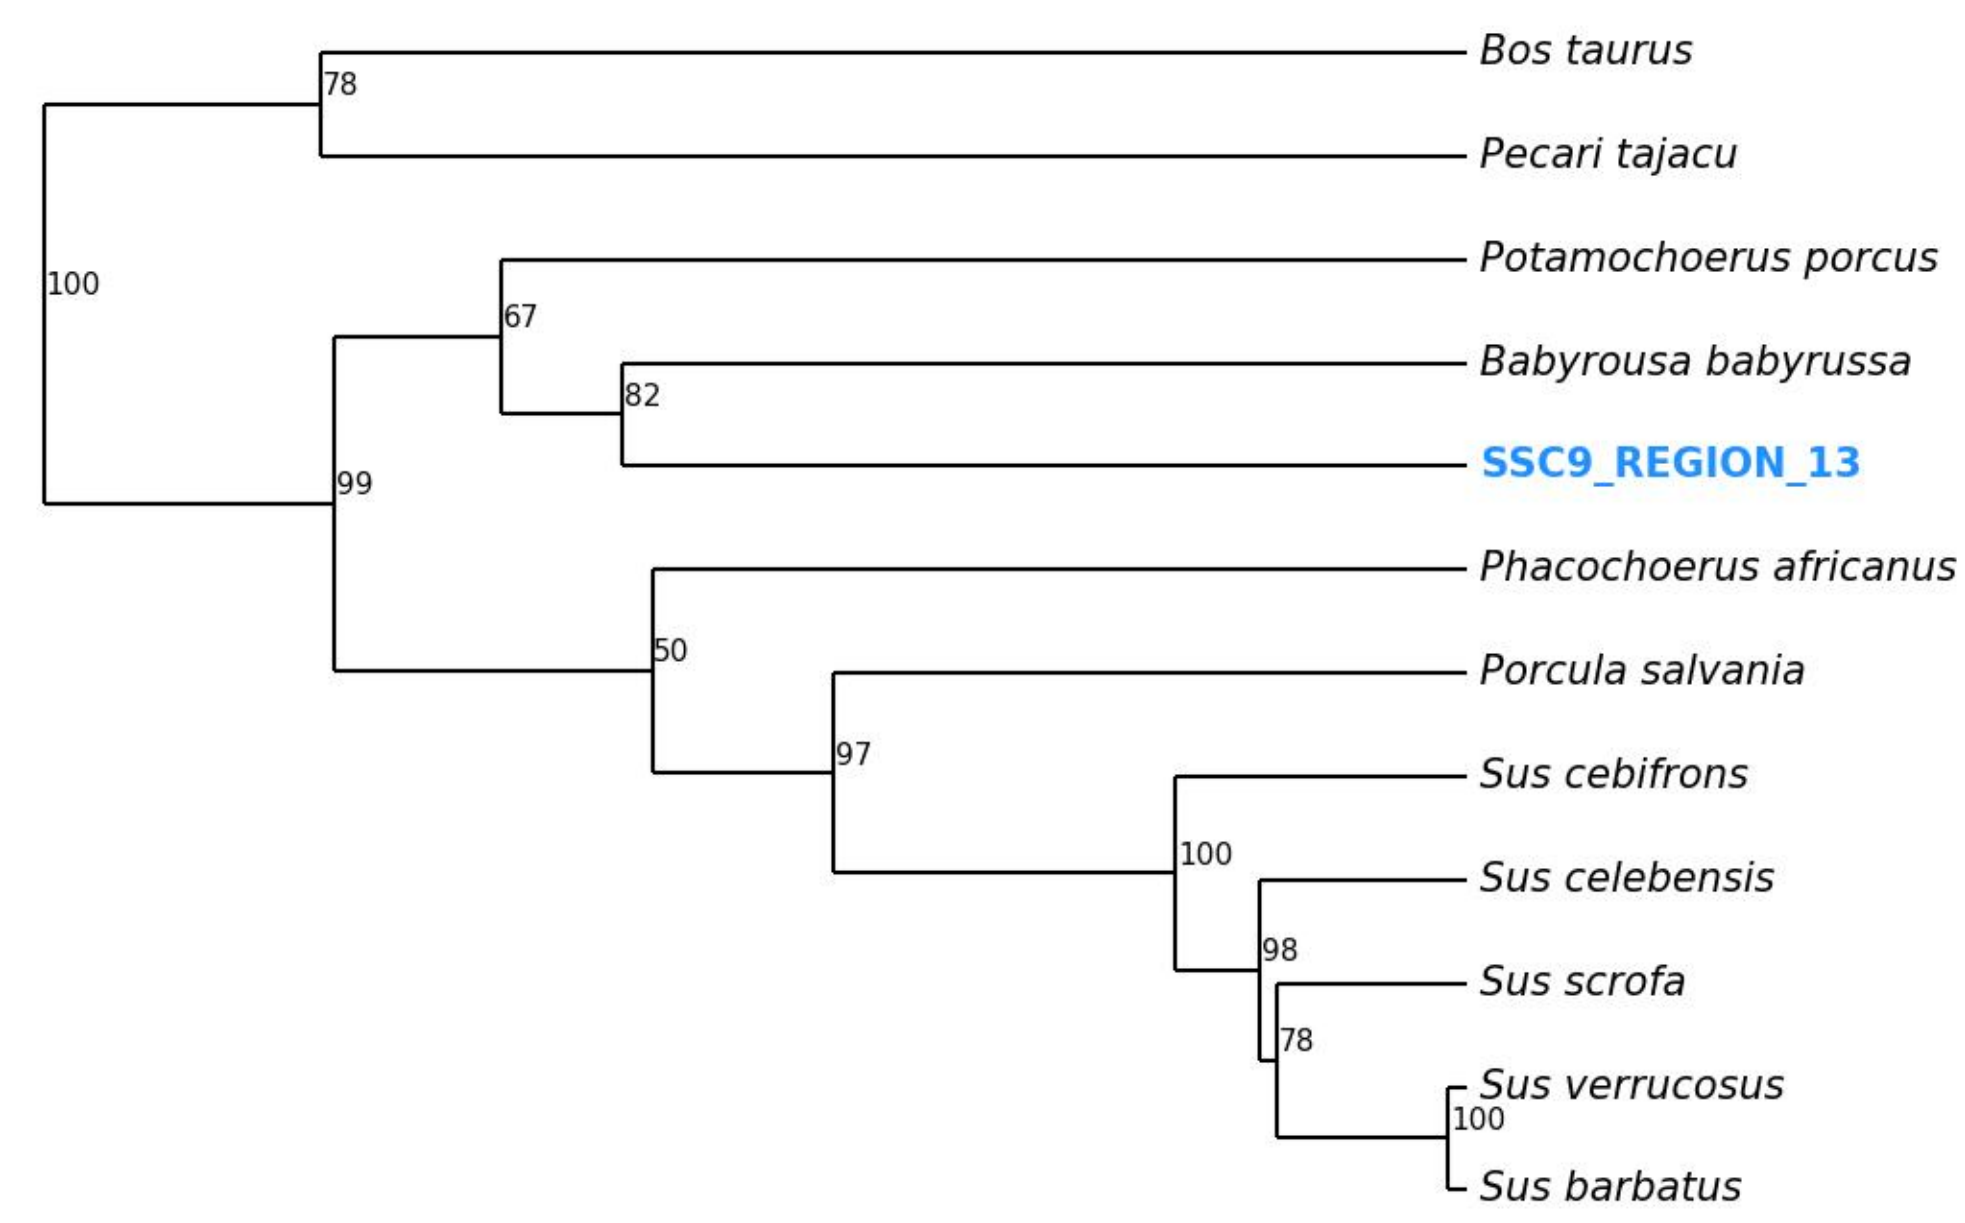 Bos taurus
78
Pecari tajacu
Potamochoerus porcus
100
67
Babyrousa babyrussa
82
SSC9_REGION_13
99
Phacochoerus africanus
50
Porcula salvania
97
Sus cebifrons
100
Sus celebensis
98
Sus scrofa
78
Sus verrucosus
100
Sus barbatus